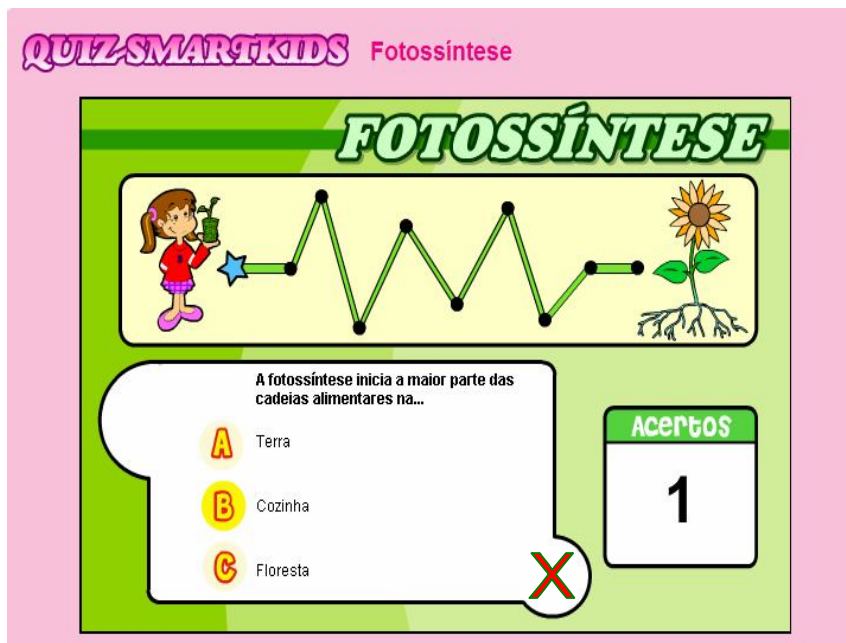 QUIZ-SMARTKIDS Fotossíntese
FOTOSSÍNTESE
A fotossíntese inicia a maior parte das
cadeias alimentares na...
A Terra
B Cozinha
C Floresta
Acertos
1
X